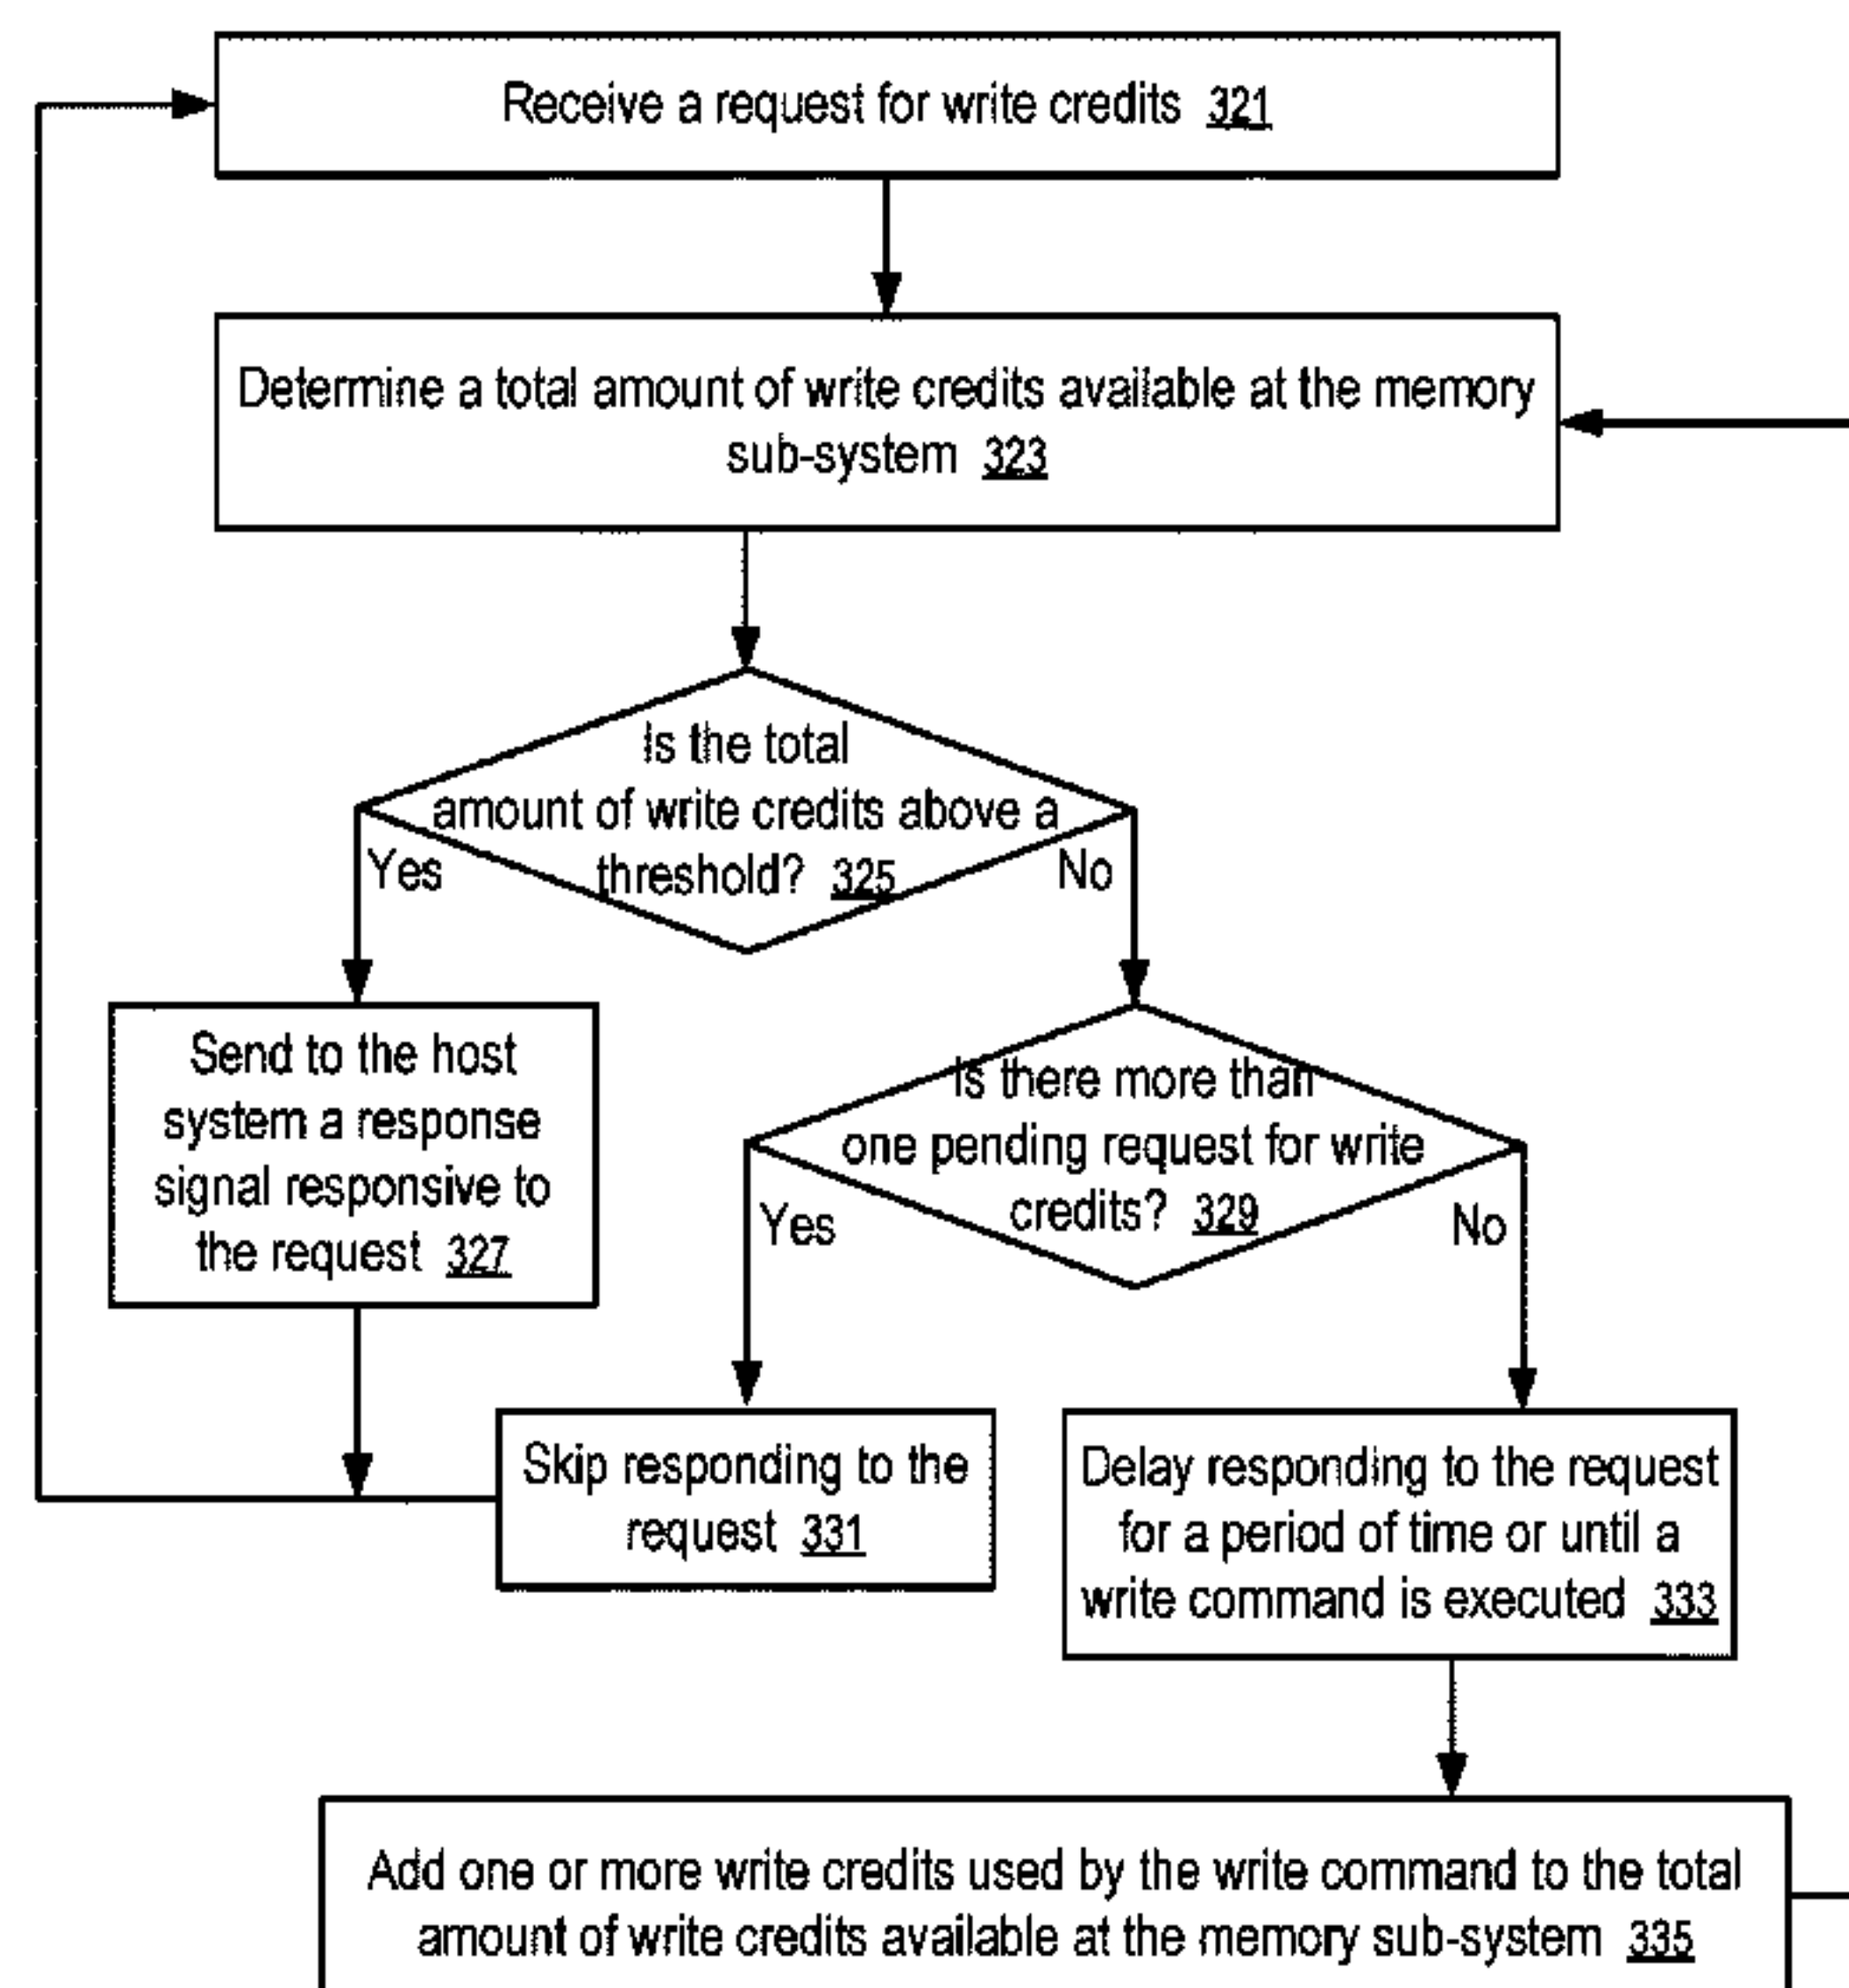 Receive a request for write credits 321
Determine a total amount of write credits available at the memory
sub-system 323
Is the total
amount of write credits above a
threshold? 325
Yes
No
Send to the host
system a response
signal responsive to
the request 327
Is there more than
one pending request for write
credits? 329
Yes
No
Skip responding to the
request 331
Delay responding to the request
for a period of time or until a
write command is executed 333
Add one or more write credits used by the write command to the total
amount of write credits available at the memory sub-system 335